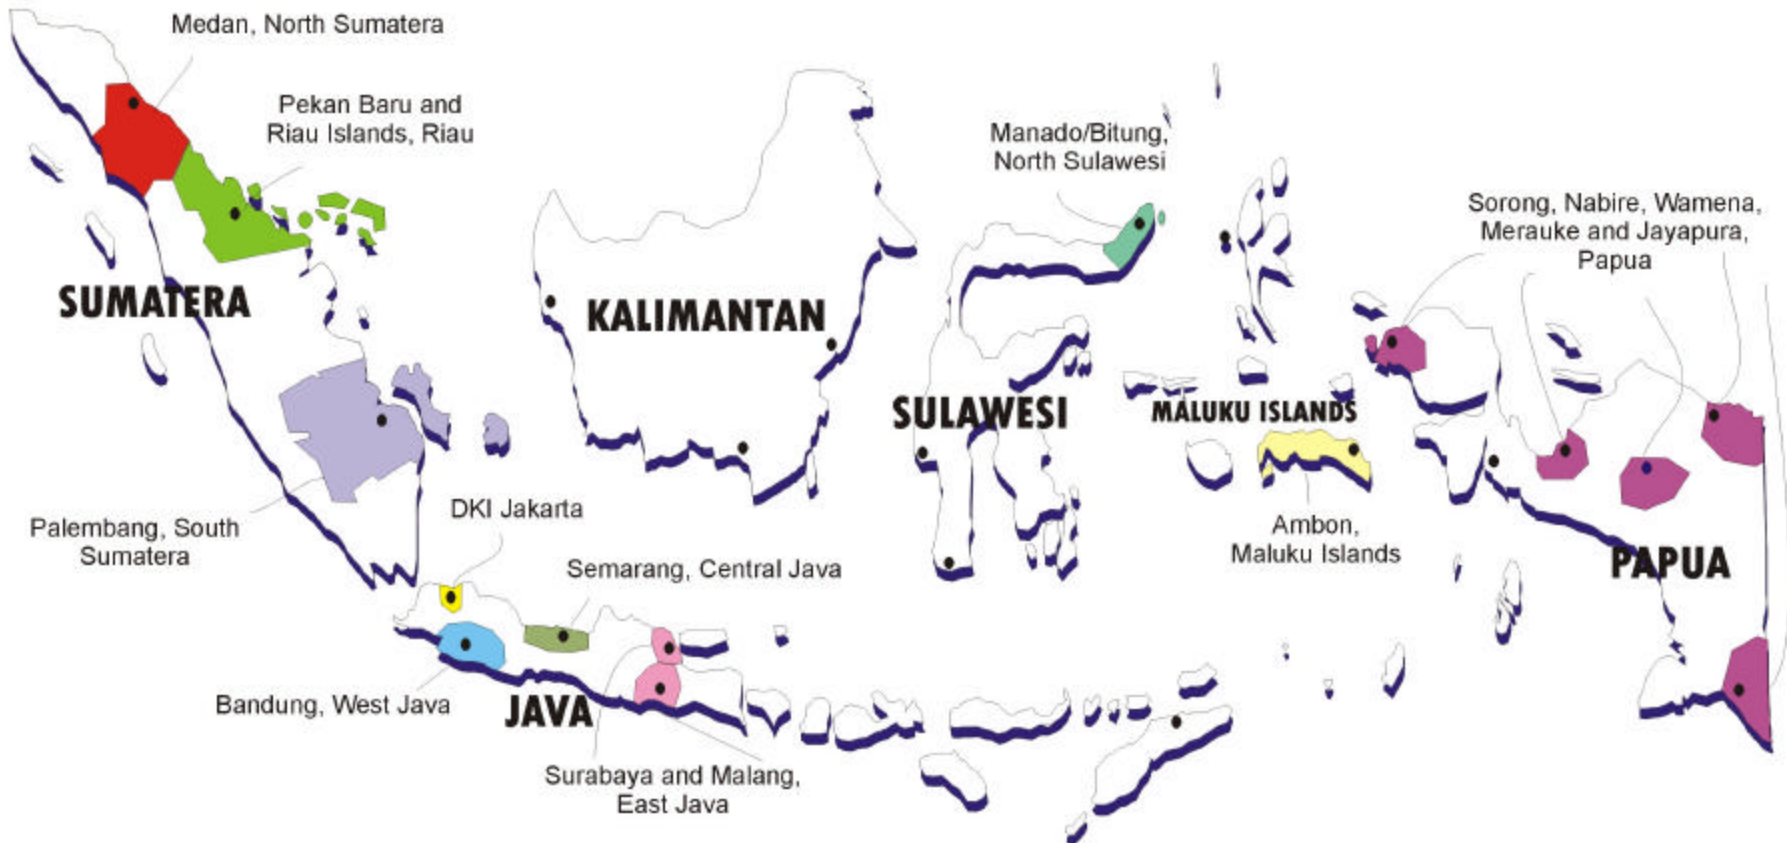 Medan, North Sumatera
Pekan Baru and
Riau Islands, Riau
Manado/Bitung,
North Sulawesi
Sorong, Nabire, Wamena,
Merauke and Jayapura,
Papua
SUMATERA
KALIMANTAN
SULAWESI
MALUKU ISLANDS
Palembang, South
Sumatera
DKI Jakarta
Semarang, Central Java
Ambon,
Maluku Islands
PAPUA
Bandung, West Java
JAVA
Surabaya and Malang,
East Java